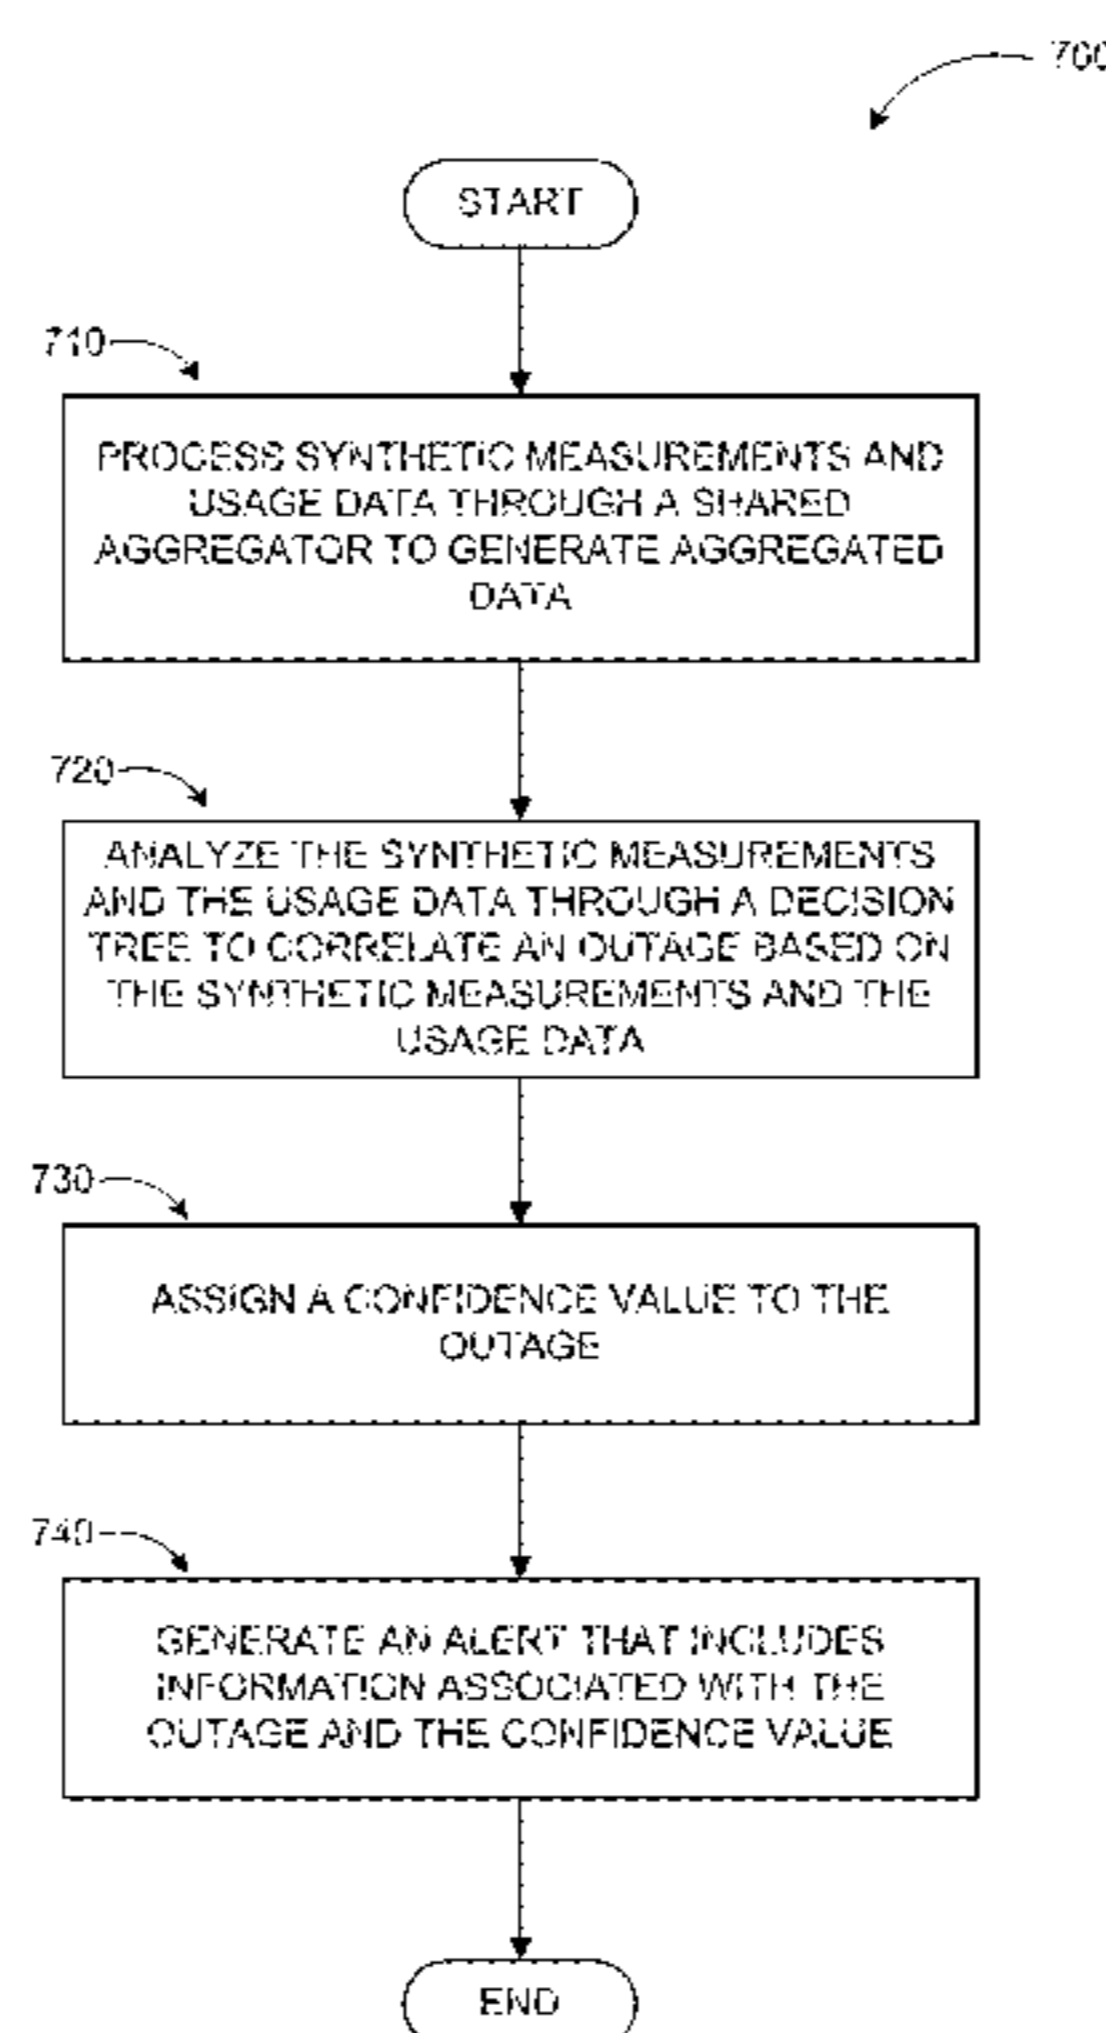 700
START
710
PROCESS SYNTHETIC MEASUREMENTS AND
USAGE DATA THROUGH A SHARED
AGGREGATOR TO GENERATE AGGREGATED
DATA
720
ANALYZE THE SYNTHETIC MEASUREMENTS
AND THE USAGE DATA THROUGH A DECISION
TREE TO CORRELATE AN OUTAGE BASED ON
THE SYNTHETIC MEASUREMENTS AND THE
USAGE DATA
730
ASSIGN A CONFIDENCE VALUE TO THE
OUTAGE
740
GENERATE AN ALERT THAT INCLUDES
INFORMATION ASSOCIATED WITH THE
OUTAGE AND THE CONFIDENCE VALUE
END